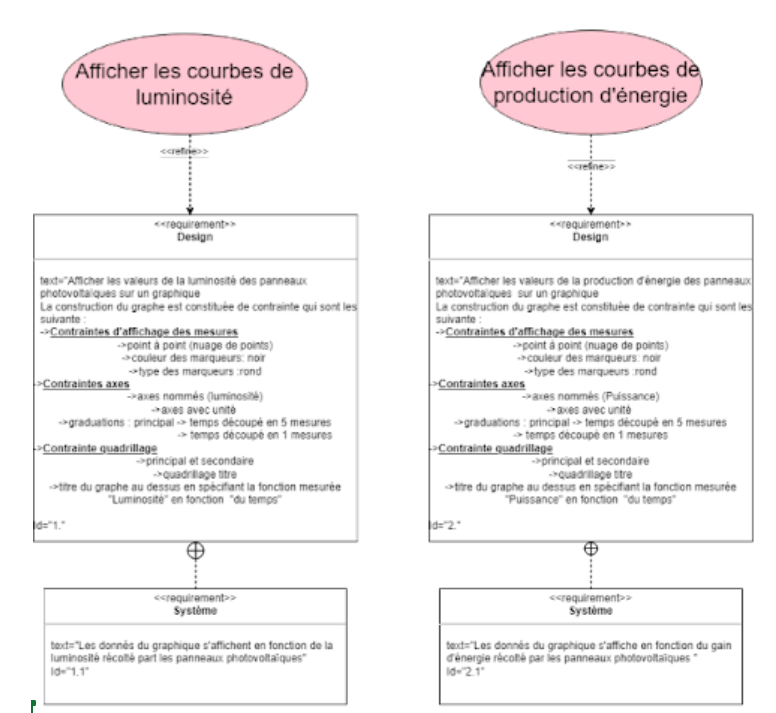 Afficher les courbes de
luminosité
<<refine>>
<<requirement>>
Design
text="Afficher les valeurs de la luminosité des panneaux
photovoltaïques sur un graphique
La construction du graphe est constituée de contrainte qui sont les
suivante :
->Contraintes d'affichage des mesures
->point à point (nuage de points)
->couleur des marqueurs: noir
->type des marqueurs :rond
->Contraintes axes
->axes nommés (luminosité)
->axes avec unité
->graduations : principal -> temps découpé en 5 mesures
-> temps découpé en 1 mesures
->Contrainte quadrillage
->principal et secondaire
->quadrillage titre
->titre du graphe au dessus en spécifiant la fonction mesurée
"Luminosité" en fonction "du temps"
Id="1."
<<requirement>>
Système
text="Les donnés du graphique s'affichent en fonction de la
luminosité récolté part les panneaux photovoltaïques"
Id="1.1"
Afficher les courbes de
production d'énergie
<<refine>>
<<requirement>>
Design
text="Afficher les valeurs de la production d'énergie des panneaux
photovoltaïques sur un graphique
La construction du graphe est constituée de contrainte qui sont les
suivante :
->Contraintes d'affichage des mesures
->point à point (nuage de points)
->couleur des marqueurs: noir
->type des marqueurs :rond
->Contraintes axes
->axes nommés (Puissance)
->axes avec unité
->graduations : principal -> temps découpé en 5 mesures
-> temps découpé en 1 mesures
->Contrainte quadrillage
->principal et secondaire
->quadrillage titre
->titre du graphe au dessus en spécifiant la fonction mesurée
"Puissance" en fonction "du temps"
Id="2."
<<requirement>>
Système
text="Les donnés du graphique s'affiche en fonction du gain
d'énergie récolté par les panneaux photovoltaïques "
Id="2.1"